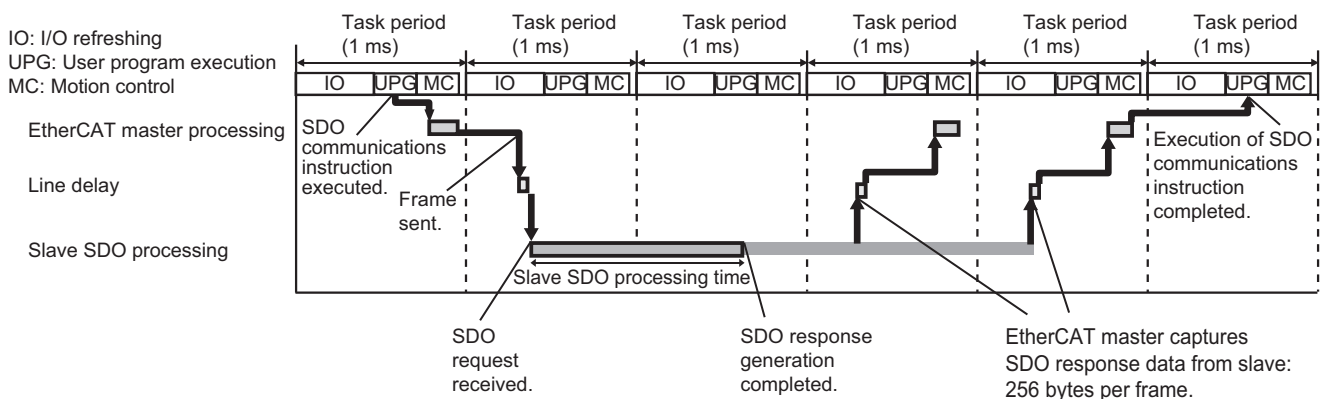 IO: I/O refreshing
UPG: User program execution
MC: Motion control
Task period
(1 ms)
Task period
(1 ms)
Task period
(1 ms)
Task period
(1 ms)
Task period
(1 ms)
Task period
(1 ms)
IO UPG MC IO UPG MC IO UPG MC IO UPG MC IO UPG MC IO UPG MC
EtherCAT master processing
SDO
communications
instruction
executed.
Execution of SDO
communications
instruction
completed.
Line delay
Frame
sent.
Slave SDO processing
Slave SDO processing time
SDO
request
received.
SDO response
generation
completed.
EtherCAT master captures
SDO response data from slave:
256 bytes per frame.